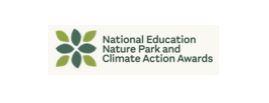 National Education
Nature Park and
Climate Action Awards